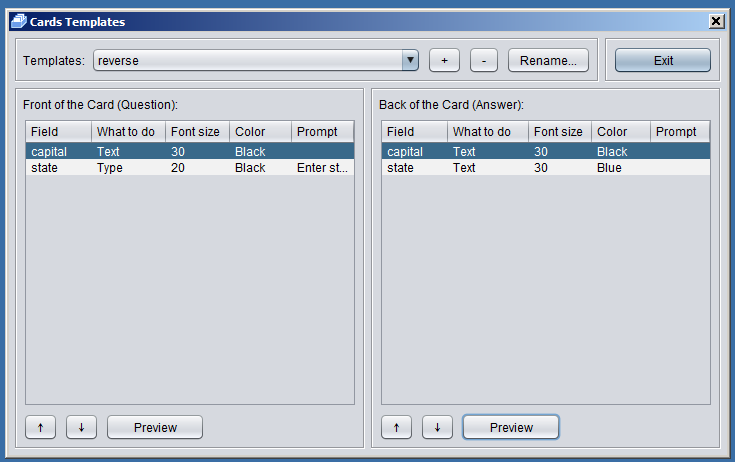 Cards Templates
Templates: reverse + - Rename... Exit
Front of the Card (Question):
Field What to do Font size Color Prompt
capital Text 30 Black
state Type 20 Black Enter st...
↑ ↓ Preview
Back of the Card (Answer):
Field What to do Font size Color Prompt
capital Text 30 Black
state Text 30 Blue
↑ ↓ Preview